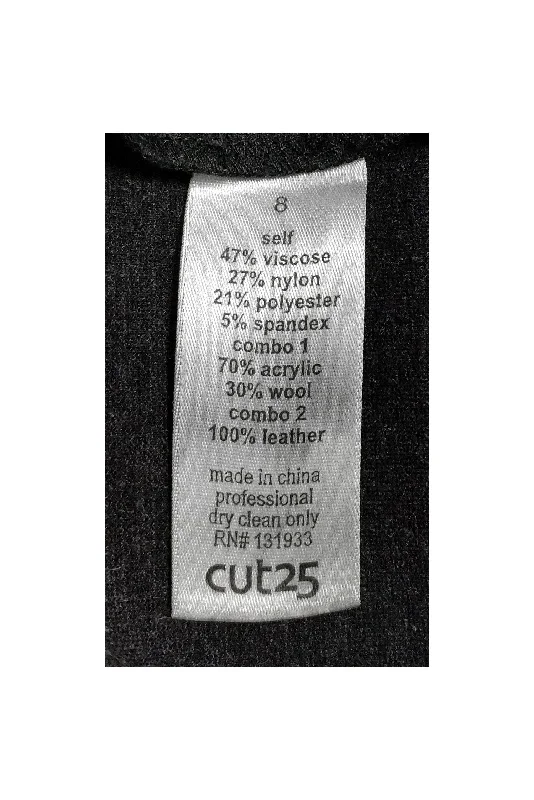 8
self
47% viscose
27% nylon
21% polyester
5% spandex
combo 1
70% acrylic
30% wool
combo 2
100% leather
made in china
professional
dry clean only
RN# 131933
cut25